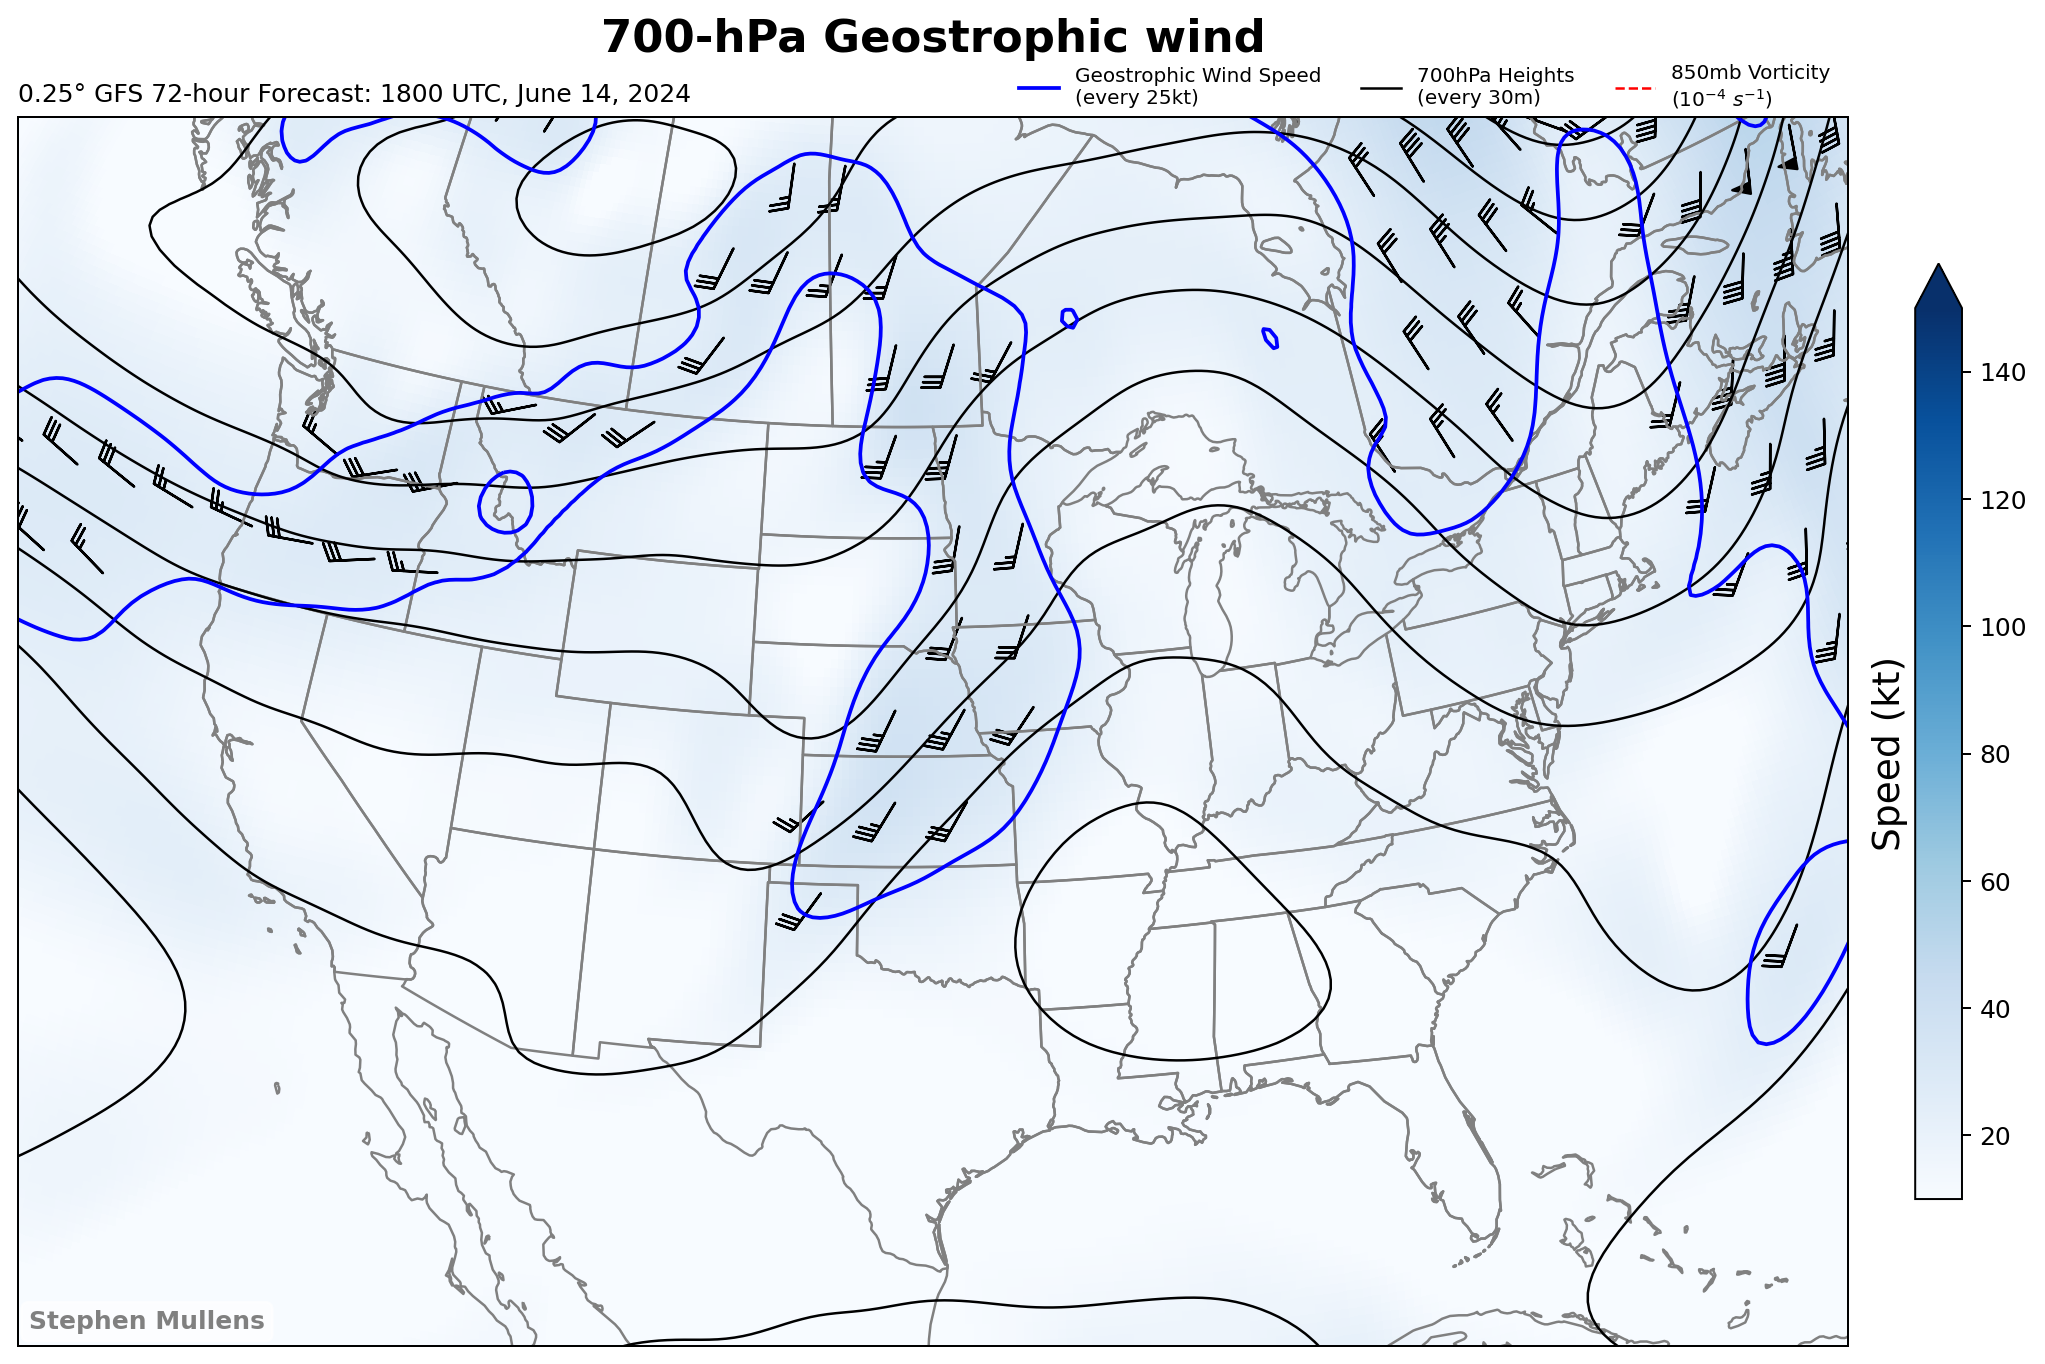 700-hPa Geostrophic wind
0.25° GFS 72-hour Forecast: 1800 UTC, June 14, 2024
Geostrophic Wind Speed
(every 25kt)
700hPa Heights
(every 30m)
850mb Vorticity
(10⁻⁴ s⁻¹)
140
120
100
80
60
40
20
Speed (kt)
Stephen Mullens